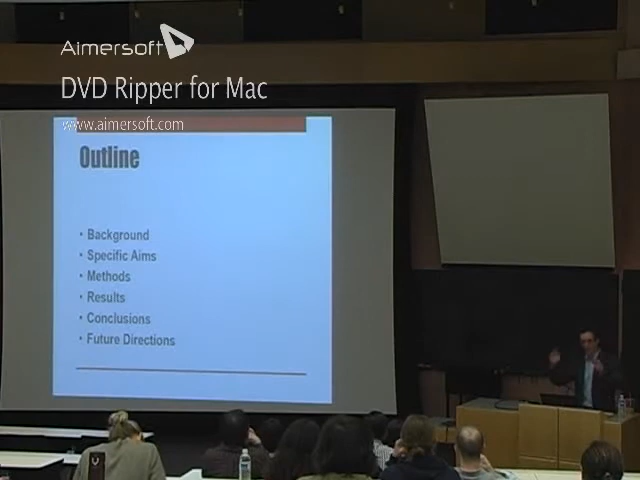 Aimersoft
DVD Ripper for Mac
www.aimersoft.com
Outline
• Background
• Specific Aims
• Methods
• Results
• Conclusions
• Future Directions